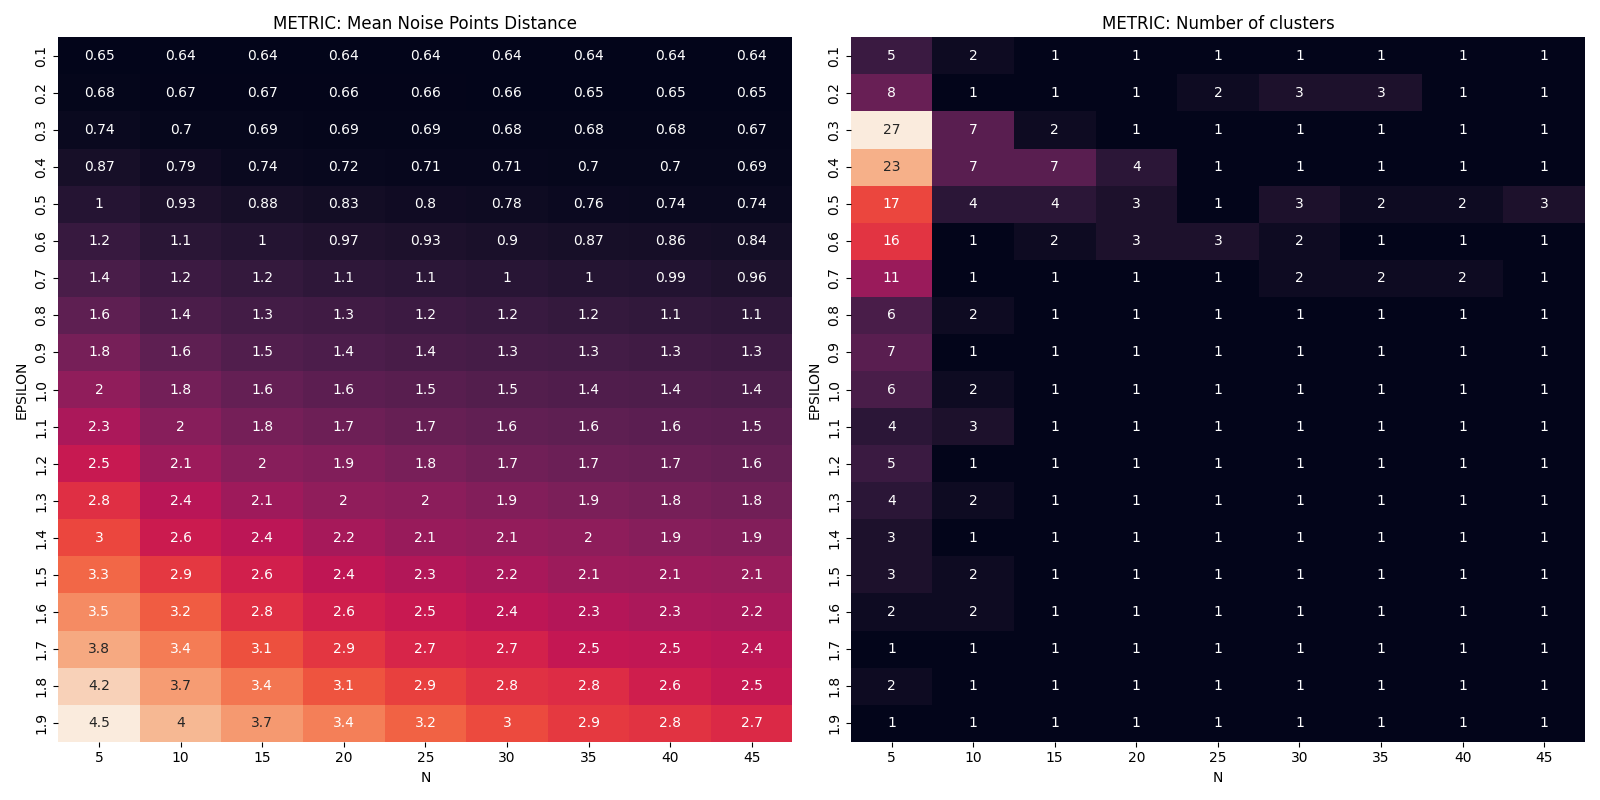 METRIC: Mean Noise Points Distance
0.1 0.65 0.64 0.64 0.64 0.64 0.64 0.64 0.64 0.64
0.2 0.68 0.67 0.67 0.66 0.66 0.66 0.65 0.65 0.65
0.3 0.74 0.7 0.69 0.69 0.69 0.68 0.68 0.68 0.67
0.4 0.87 0.79 0.74 0.72 0.71 0.71 0.7 0.7 0.69
0.5 1 0.93 0.88 0.83 0.8 0.78 0.76 0.74 0.74
0.6 1.2 1.1 1 0.97 0.93 0.9 0.87 0.86 0.84
0.7 1.4 1.2 1.2 1.1 1.1 1 1 0.99 0.96
0.8 1.6 1.4 1.3 1.3 1.2 1.2 1.2 1.1 1.1
0.9 1.8 1.6 1.5 1.4 1.4 1.3 1.3 1.3 1.3
1.0 2 1.8 1.6 1.6 1.5 1.5 1.4 1.4 1.4
1.1 2.3 2 1.8 1.7 1.7 1.6 1.6 1.6 1.5
1.2 2.5 2.1 2 1.9 1.8 1.7 1.7 1.7 1.6
1.3 2.8 2.4 2.1 2 2 1.9 1.9 1.8 1.8
1.4 3 2.6 2.4 2.2 2.1 2.1 2 1.9 1.9
1.5 3.3 2.9 2.6 2.4 2.3 2.2 2.1 2.1 2.1
1.6 3.5 3.2 2.8 2.6 2.5 2.4 2.3 2.3 2.2
1.7 3.8 3.4 3.1 2.9 2.7 2.7 2.5 2.5 2.4
1.8 4.2 3.7 3.4 3.1 2.9 2.8 2.8 2.6 2.5
1.9 4.5 4 3.7 3.4 3.2 3 2.9 2.8 2.7
5 10 15 20 25 30 35 40 45
N
EPSILON
METRIC: Number of clusters
0.1 5 2 1 1 1 1 1 1 1
0.2 8 1 1 1 2 3 3 1 1
0.3 27 7 2 1 1 1 1 1 1
0.4 23 7 7 4 1 1 1 1 1
0.5 17 4 4 3 1 3 2 2 3
0.6 16 1 2 3 3 2 1 1 1
0.7 11 1 1 1 1 2 2 2 1
0.8 6 2 1 1 1 1 1 1 1
0.9 7 1 1 1 1 1 1 1 1
1.0 6 2 1 1 1 1 1 1 1
1.1 4 3 1 1 1 1 1 1 1
1.2 5 1 1 1 1 1 1 1 1
1.3 4 2 1 1 1 1 1 1 1
1.4 3 1 1 1 1 1 1 1 1
1.5 3 2 1 1 1 1 1 1 1
1.6 2 2 1 1 1 1 1 1 1
1.7 1 1 1 1 1 1 1 1 1
1.8 2 1 1 1 1 1 1 1 1
1.9 1 1 1 1 1 1 1 1 1
5 10 15 20 25 30 35 40 45
N
EPSILON